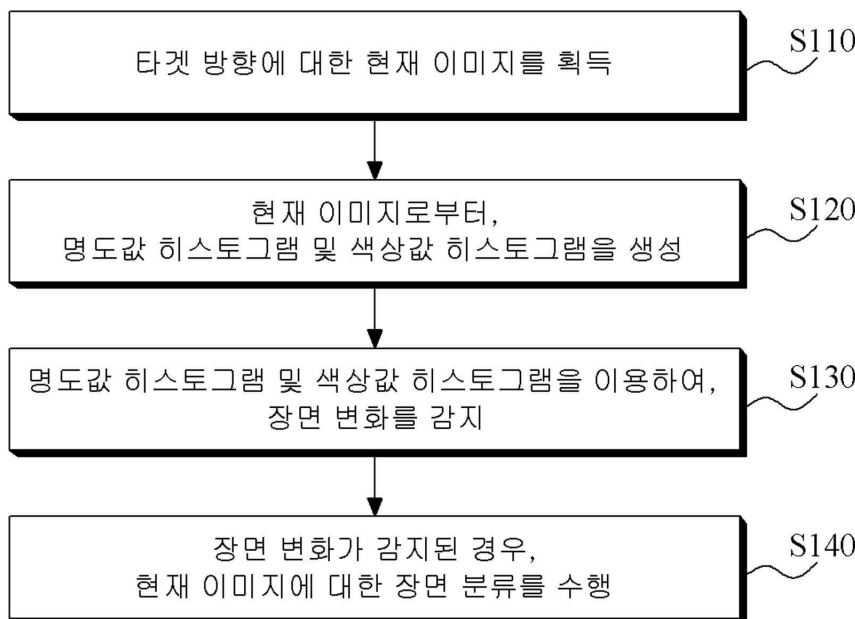 타겟 방향에 대한 현재 이미지를 획득
S110
현재 이미지로부터,
명도값 히스토그램 및 색상값 히스토그램을 생성
S120
명도값 히스토그램 및 색상값 히스토그램을 이용하여,
장면 변화를 감지
S130
장면 변화가 감지된 경우,
현재 이미지에 대한 장면 분류를 수행
S140